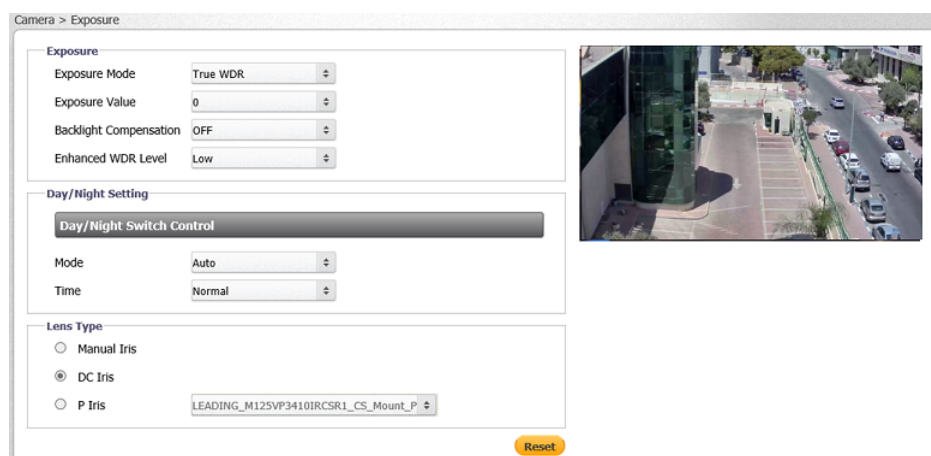 Camera > Exposure
Exposure
Exposure Mode True WDR
Exposure Value 0
Backlight Compensation OFF
Enhanced WDR Level Low
Day/Night Setting
Day/Night Switch Control
Mode Auto
Time Normal
Lens Type
Manual Iris
DC Iris
P Iris LEADING_M125VP3410IRCSR1_CS_Mount_P
Reset